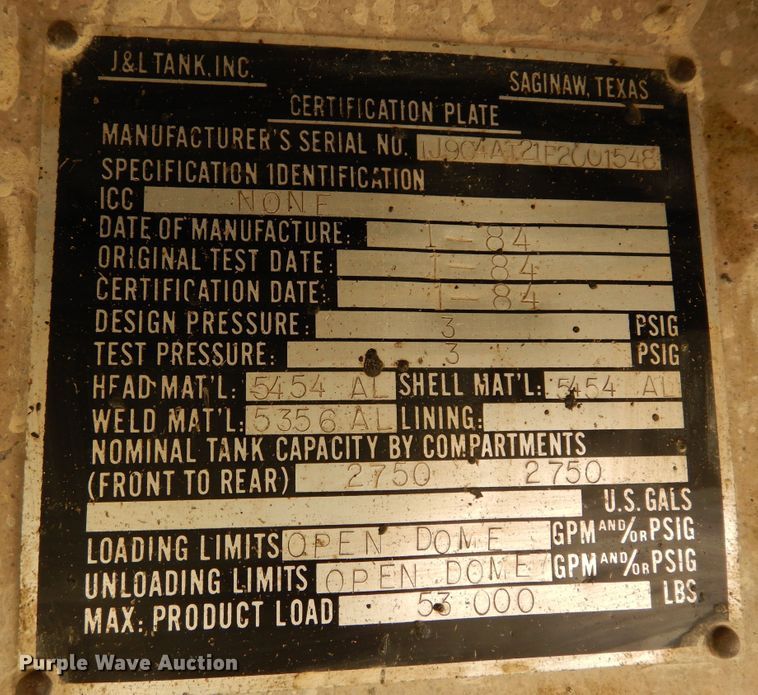 J&L TANK, INC.
SAGINAW, TEXAS
CERTIFICATION PLATE
MANUFACTURER'S SERIAL NO.
SPECIFICATION IDENTIFICATION
ICC NONE
DATE OF MANUFACTURE: 1-84
ORIGINAL TEST DATE: 1-84
CERTIFICATION DATE: 1-84
DESIGN PRESSURE: 3 PSIG
TEST PRESSURE: 3 PSIG
HEAD MAT'L: 5454 AL SHELL MAT'L: 5454 AL
WELD MAT'L: 5356 AL LINING:
NOMINAL TANK CAPACITY BY COMPARTMENTS
(FRONT TO REAR) 2750 2750
U.S. GALS
LOADING LIMITS OPEN DOME GPM AND/OR PSIG
UNLOADING LIMITS OPEN DOME GPM AND/OR PSIG
MAX: PRODUCT LOAD 53 000 LBS
Purple Wave Auction